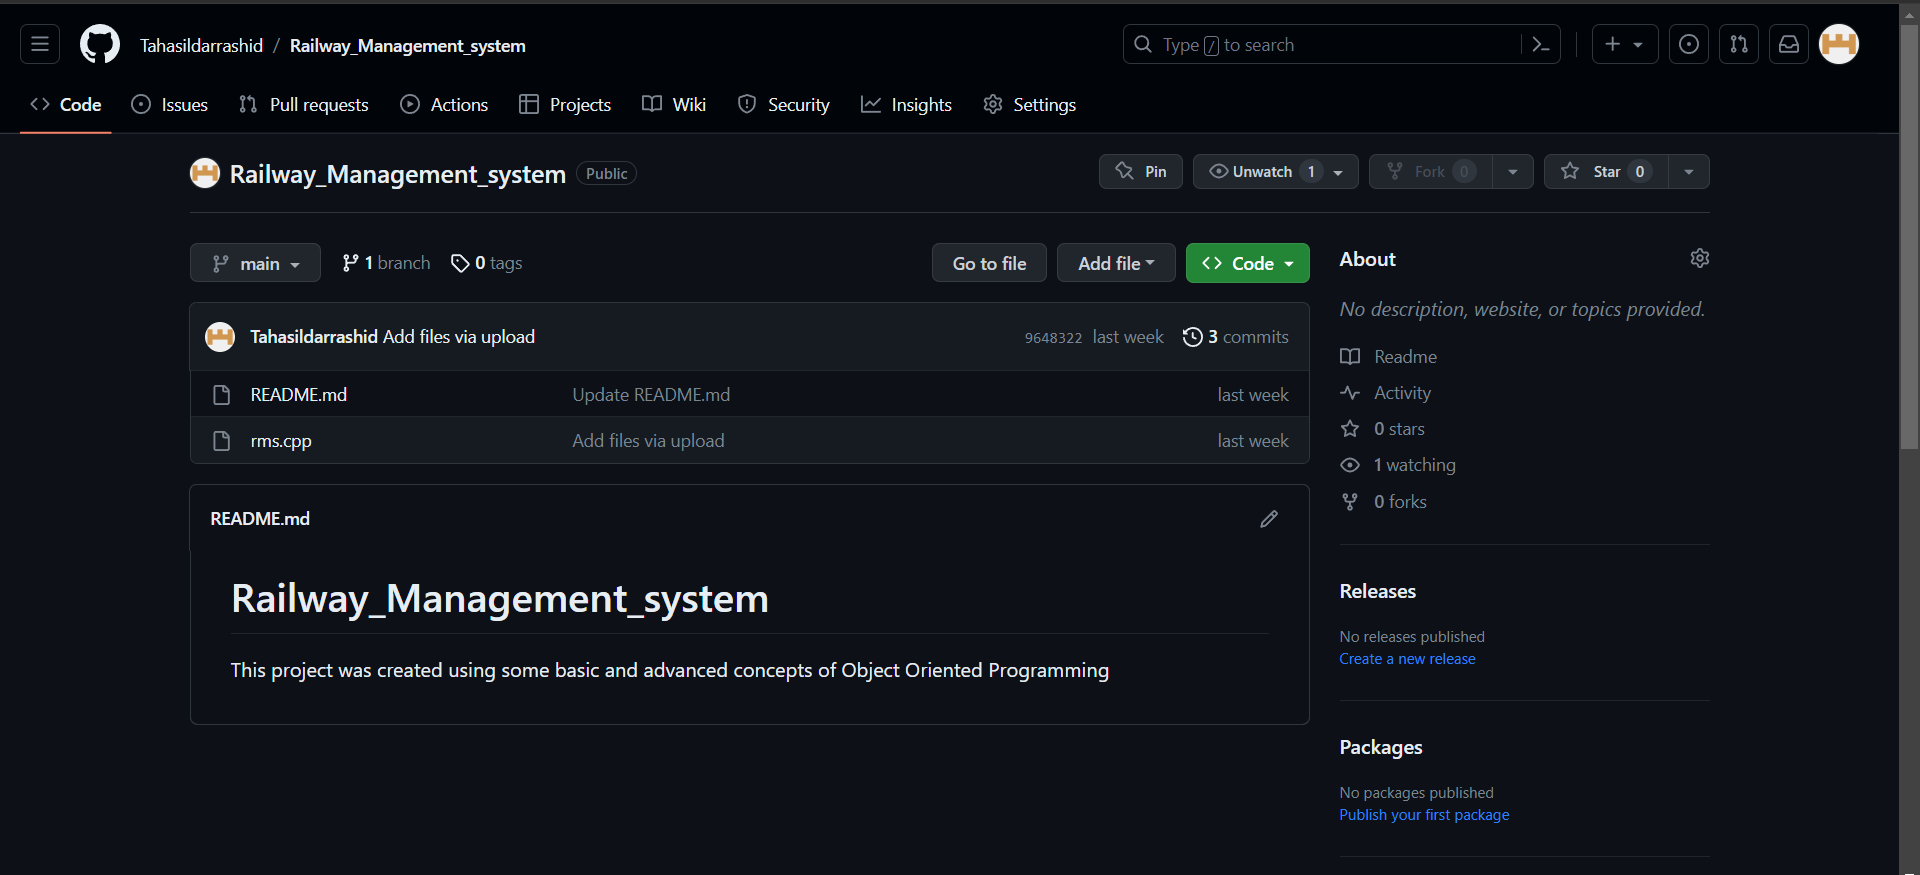 Tahasildarrashid / Railway_Management_system
Type / to search
Code Issues Pull requests Actions Projects Wiki Security Insights Settings
Railway_Management_system Public
Pin Unwatch 1 Fork 0 Star 0
main 1 branch 0 tags Go to file Add file Code
Tahasildarrashid Add files via upload 9648322 last week 3 commits
README.md Update README.md last week
rms.cpp Add files via upload last week
README.md
Railway_Management_system
This project was created using some basic and advanced concepts of Object Oriented Programming
About
No description, website, or topics provided.
Readme
Activity
0 stars
1 watching
0 forks
Releases
No releases published
Create a new release
Packages
No packages published
Publish your first package